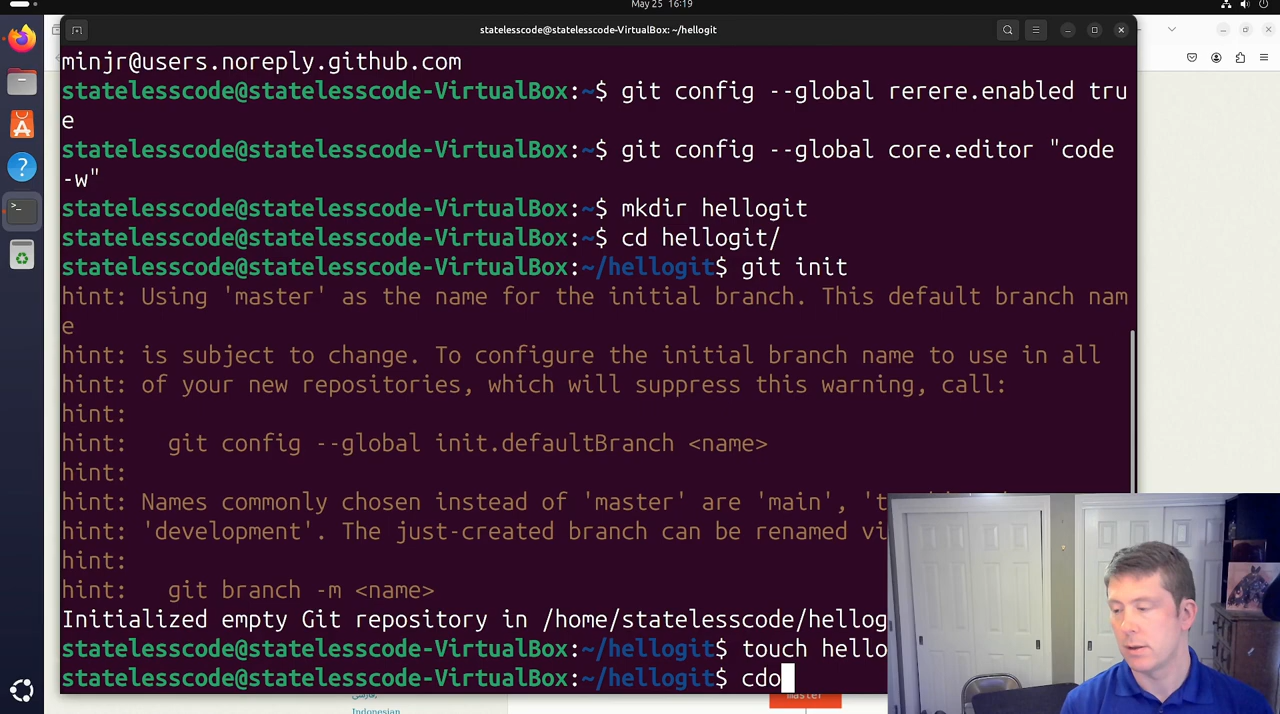 May 25 16:19
statelesscode@statelesscode-VirtualBox: ~/hellogit
minjr@users.noreply.github.com
statelesscode@statelesscode-VirtualBox:~$ git config --global rerere.enabled tru
e
statelesscode@statelesscode-VirtualBox:~$ git config --global core.editor "code
-w"
statelesscode@statelesscode-VirtualBox:~$ mkdir hellogit
statelesscode@statelesscode-VirtualBox:~$ cd hellogit/
statelesscode@statelesscode-VirtualBox:~/hellogit$ git init
hint: Using 'master' as the name for the initial branch. This default branch nam
e
hint: is subject to change. To configure the initial branch name to use in all
hint: of your new repositories, which will suppress this warning, call:
hint:
hint:   git config --global init.defaultBranch <name>
hint:
hint: Names commonly chosen instead of 'master' are 'main',
hint: 'development'. The just-created branch can be renamed
hint:
hint:   git branch -m <name>
Initialized empty Git repository in /home/statelesscode/hellog
statelesscode@statelesscode-VirtualBox:~/hellogit$ touch hello
statelesscode@statelesscode-VirtualBox:~/hellogit$ cdo
فارسی,
Indonesian
master